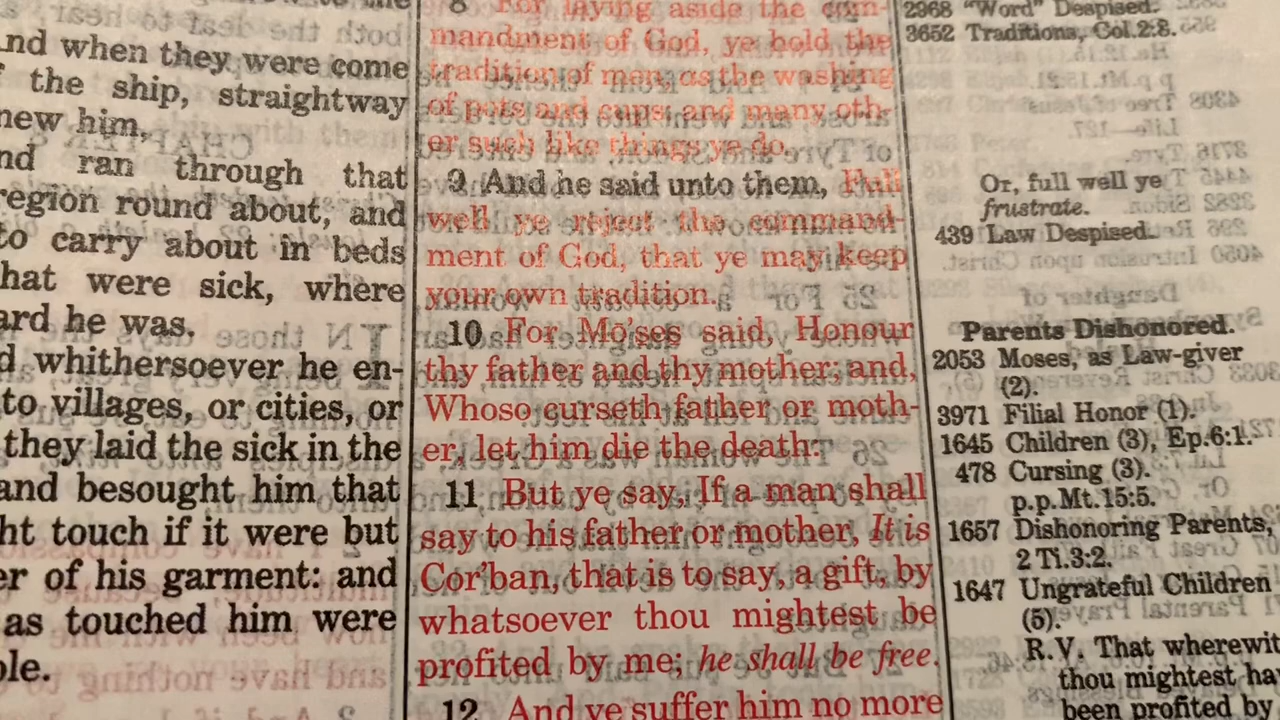 nd when they were come
the ship, straightway
new him,
nd ran through that
region round about, and
to carry about in beds
hat were sick, where
ard he was.
d whithersoever he en-
to villages, or cities, or
they laid the sick in the
and besought him that
ht touch if it were but
er of his garment: and
as touched him were
ole.
8 For laying aside the com-
mandment of God, ye hold the
tradition of men, as the washing
of pots and cups: and many oth-
er such like things ye do.
9 And he said unto them, Full
well ye reject the command-
ment of God, that ye may keep
your own tradition.
10 For Mo'ses said, Honour
thy father and thy mother; and,
Whoso curseth father or moth-
er, let him die the death:
11 But ye say, If a man shall
say to his father or mother, It is
Cor'ban, that is to say, a gift, by
whatsoever thou mightest be
profited by me; he shall be free.
12 And ye suffer him no more
2368 "Word" Despised.
3652 Traditions, Col.2:8.
Or, full well ye
frustrate.
439 Law Despised.
Parents Dishonored.
2053 Moses, as Law-giver
(2).
3971 Filial Honor (1).
1645 Children (3), Ep.6:1.
478 Cursing (3).
p.p.Mt.15:5.
1657 Dishonoring Parents,
2 Ti.3:2.
1647 Ungrateful Children
(5).
R.V. That wherewit
thou mightest ha
been profited by